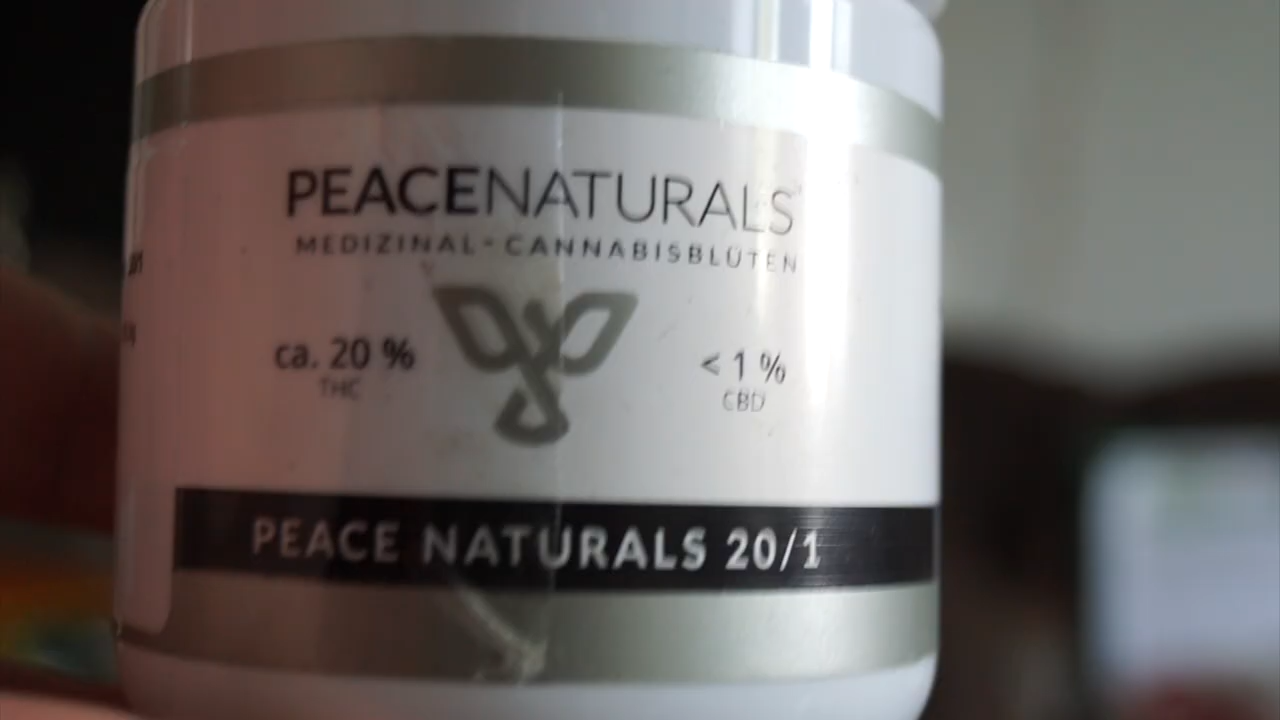 PEACENATURALS
MEDIZINAL-CANNABISBLÜTEN
ca. 20 %
THC
< 1 %
CBD
PEACE NATURALS 20/1